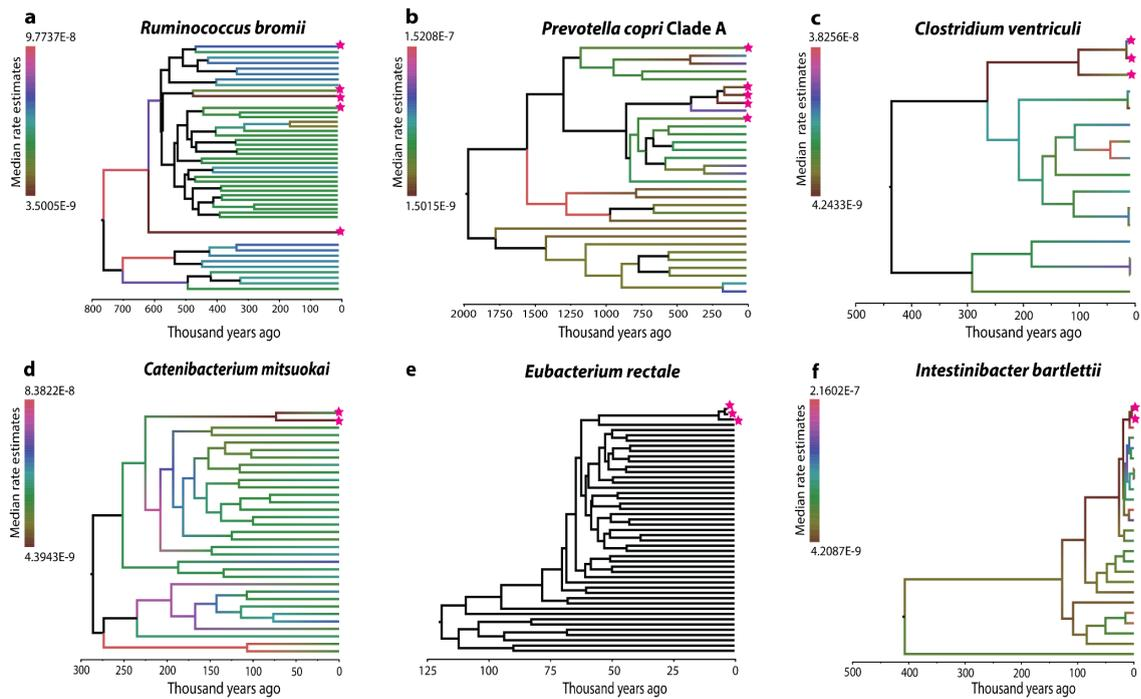 a
Ruminococcus bromii
9.7737E-8
Median rate estimates
3.5005E-9
800 700 600 500 400 300 200 100 0
Thousand years ago
b
Prevotella copri Clade A
1.5208E-7
Median rate estimates
1.5015E-9
2000 1750 1500 1250 1000 750 500 250 0
Thousand years ago
c
Clostridium ventriculi
3.8256E-8
Median rate estimates
4.2433E-9
500 400 300 200 100 0
Thousand years ago
d
Catenibacterium mitsuokai
8.3822E-8
Median rate estimates
4.3943E-9
300 250 200 150 100 50 0
Thousand years ago
e
Eubacterium rectale
125 100 75 50 25 0
Thousand years ago
f
Intestinibacter bartlettii
2.1602E-7
Median rate estimates
4.2087E-9
500 400 300 200 100 0
Thousand years ago